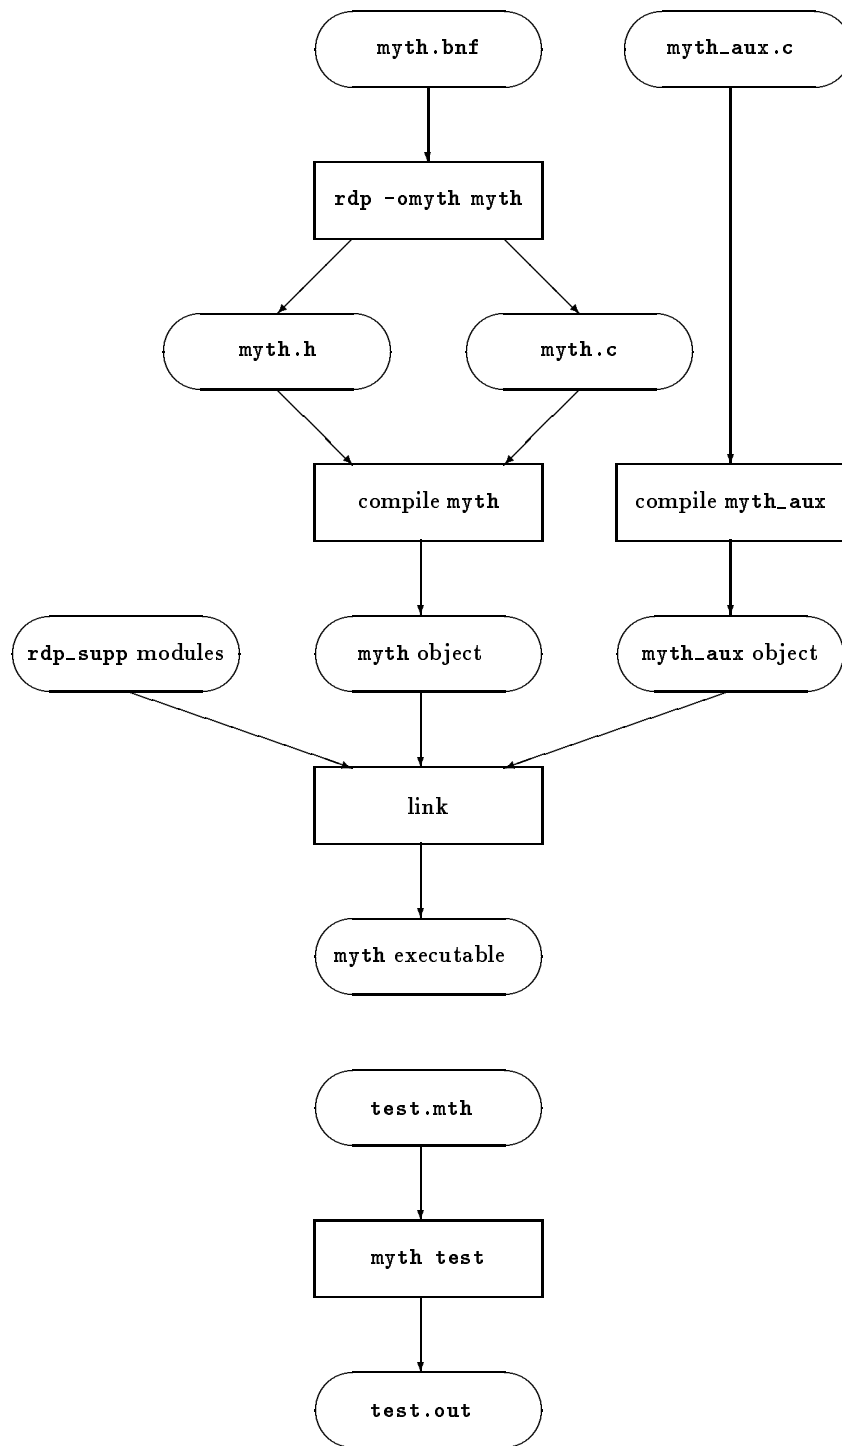 myth.bnf
myth_aux.c
rdp -omyth myth
myth.h
myth.c
compile myth
compile myth_aux
rdp_supp modules
myth object
myth_aux object
link
myth executable
test.mth
myth test
test.out